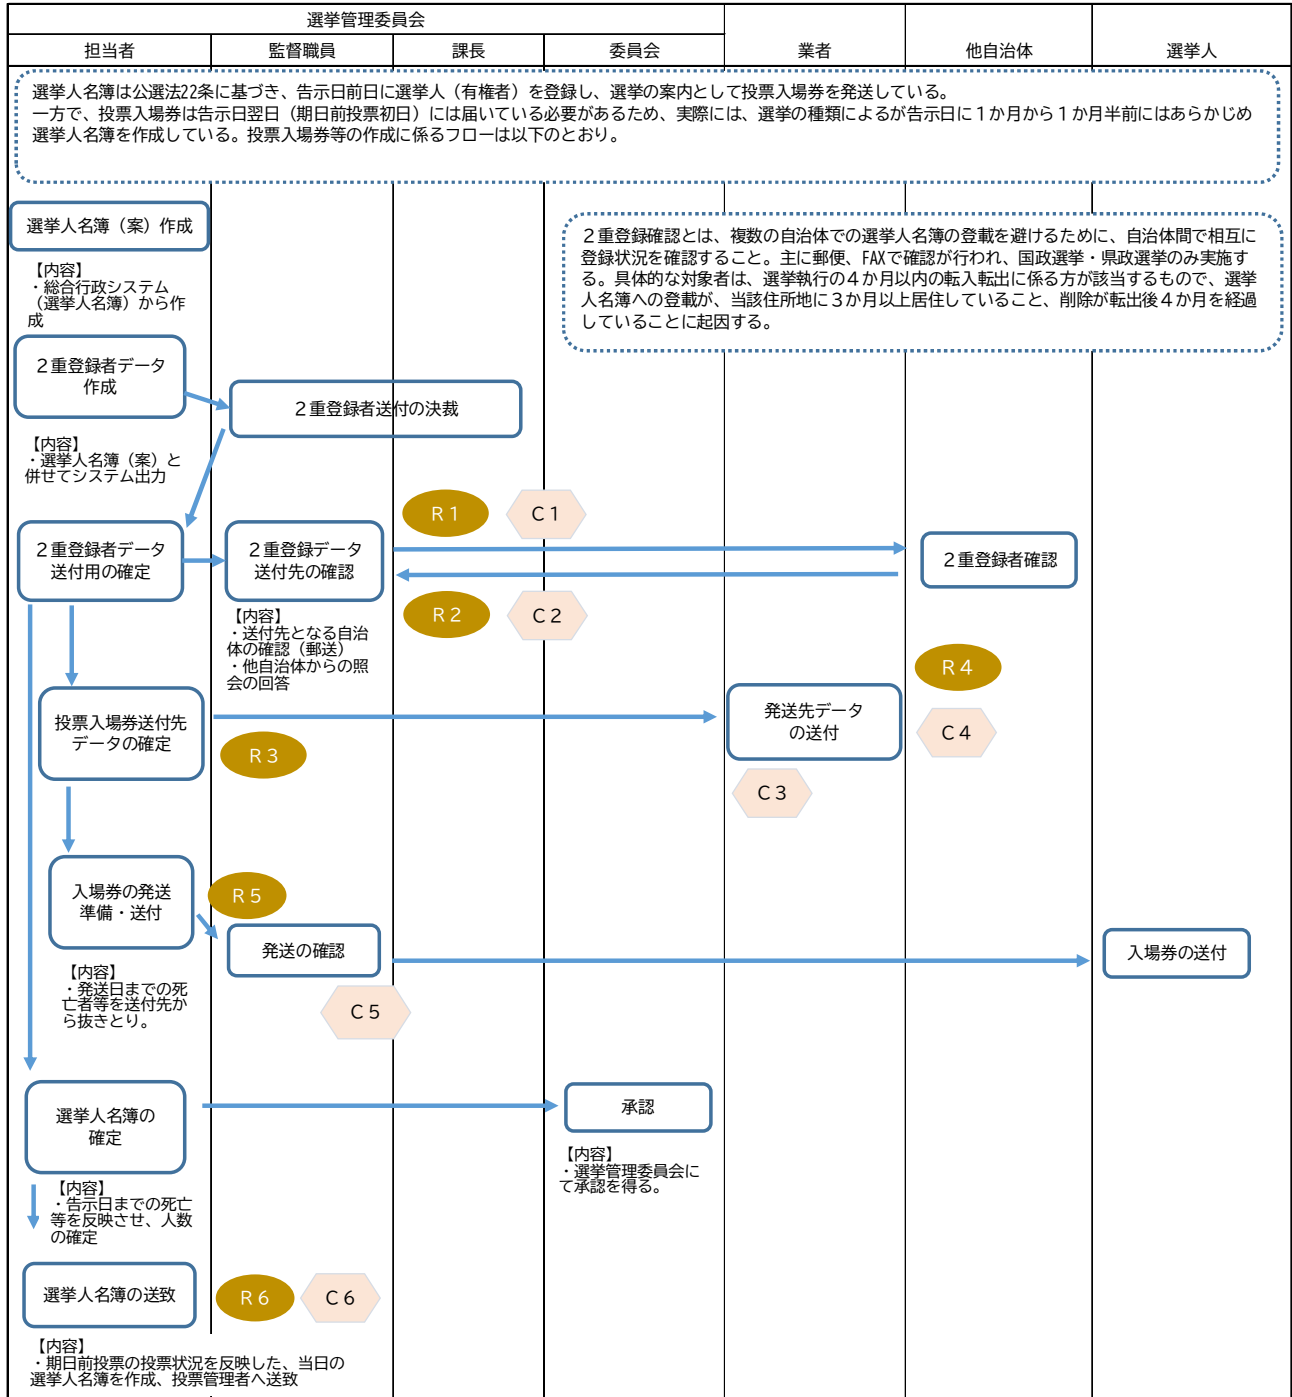 選挙管理委員会
担当者
監督職員
課長
委員会
業者
他自治体
選挙人
選挙人名簿は公選法22条に基づき、告示日前日に選挙人（有権者）を登録し、選挙の案内として投票入場券を発送している。
一方で、投票入場券は告示日翌日（期日前投票初日）には届いている必要があるため、実際には、選挙の種類によるが告示日に１か月から１か月半前にはあらかじめ
選挙人名簿を作成している。投票入場券等の作成に係るフローは以下のとおり。
選挙人名簿（案）作成
【内容】
・総合行政システム
（選挙人名簿）から作
成
２重登録確認とは、複数の自治体での選挙人名簿の登載を避けるために、自治体間で相互に
登録状況を確認すること。主に郵便、FAXで確認が行われ、国政選挙・県政選挙のみ実施す
る。具体的な対象者は、選挙執行の４か月以内の転入転出に係る方が該当するもので、選挙
人名簿への登載が、当該住所地に３か月以上居住していること、削除が転出後４か月を経過
していることに起因する。
２重登録者データ
作成
２重登録者送付の決裁
【内容】
・選挙人名簿（案）と
併せてシステム出力
Ｒ１
Ｃ１
２重登録者データ
送付用の確定
２重登録データ
送付先の確認
２重登録者確認
Ｒ２
Ｃ２
【内容】
・送付先となる自治
体の確認（郵送）
・他自治体からの照
会の回答
Ｒ４
投票入場券送付先
データの確定
発送先データ
の送付
Ｃ４
Ｒ３
Ｃ３
入場券の発送
準備・送付
Ｒ５
発送の確認
入場券の送付
【内容】
・発送日までの死
亡者等を送付先か
ら抜きとり。
Ｃ５
選挙人名簿の
確定
承認
【内容】
・選挙管理委員会に
て承認を得る。
【内容】
・告示日までの死亡
等を反映させ、人数
の確定
選挙人名簿の送致
Ｒ６
Ｃ６
【内容】
・期日前投票の投票状況を反映した、当日の
選挙人名簿を作成、投票管理者へ送致